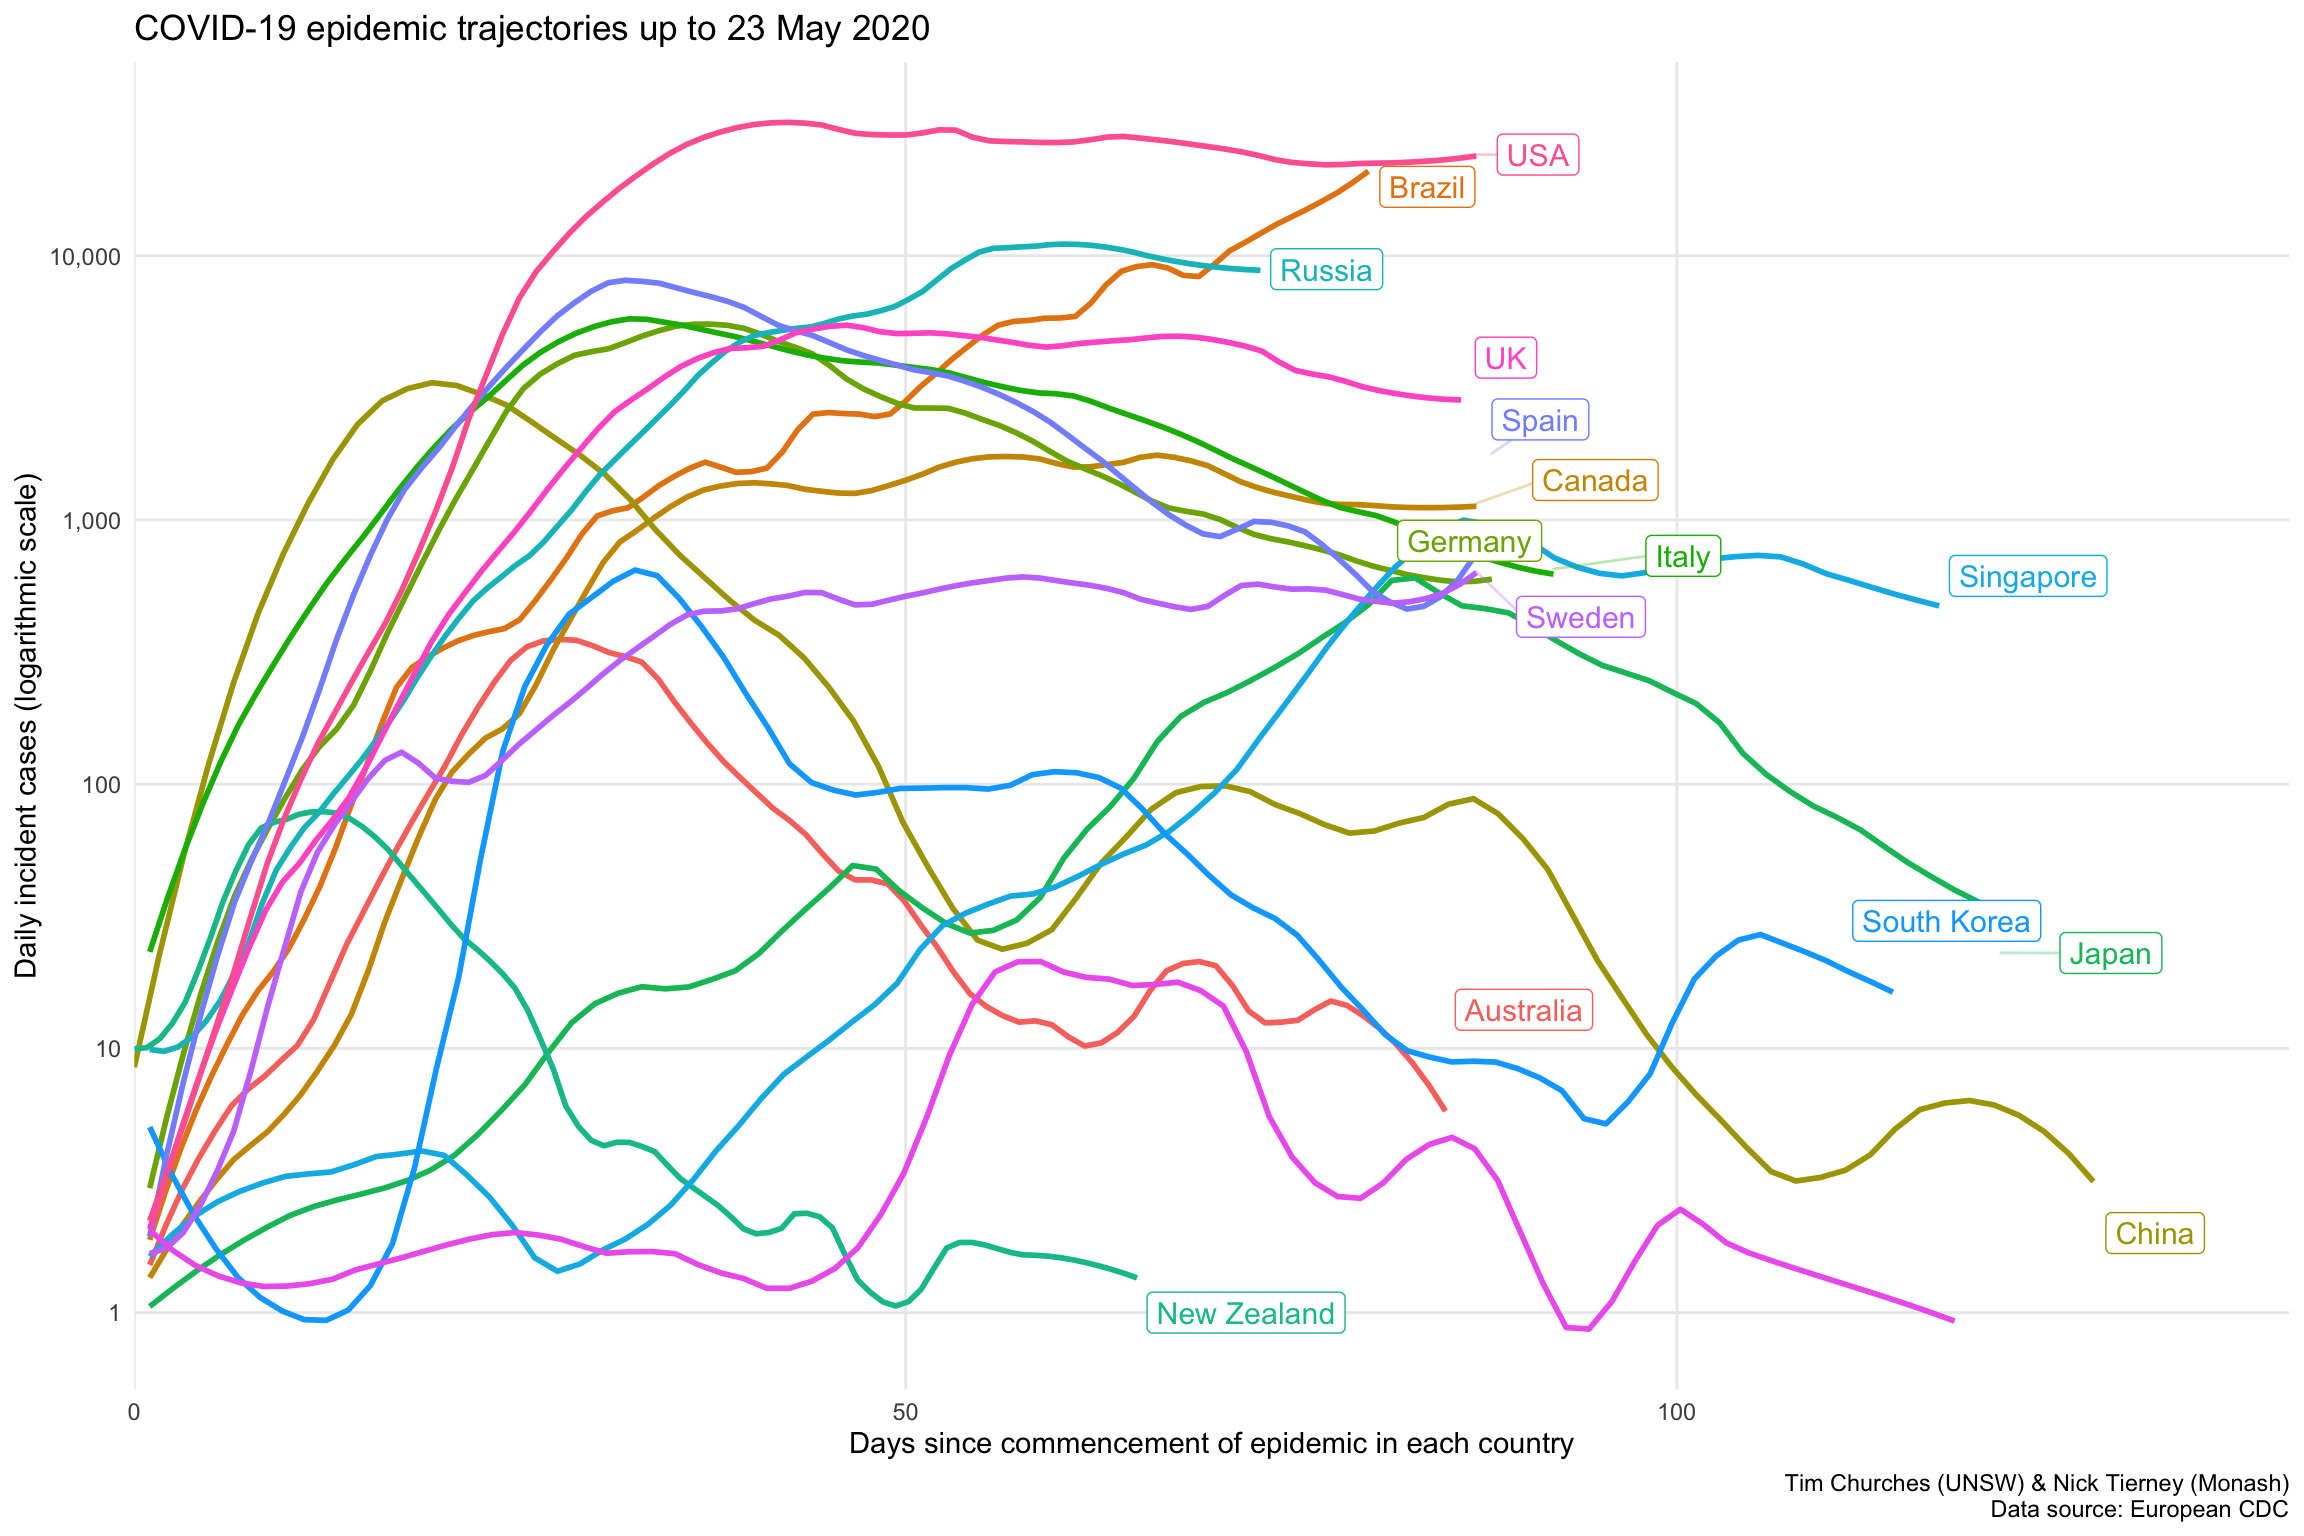 COVID-19 epidemic trajectories up to 23 May 2020
Daily incident cases (logarithmic scale)
10,000
1,000
100
10
1
USA
Brazil
Russia
UK
Spain
Canada
Germany
Italy
Singapore
Sweden
South Korea
Japan
Australia
China
New Zealand
0
50
100
Days since commencement of epidemic in each country
Tim Churches (UNSW) & Nick Tierney (Monash)
Data source: European CDC